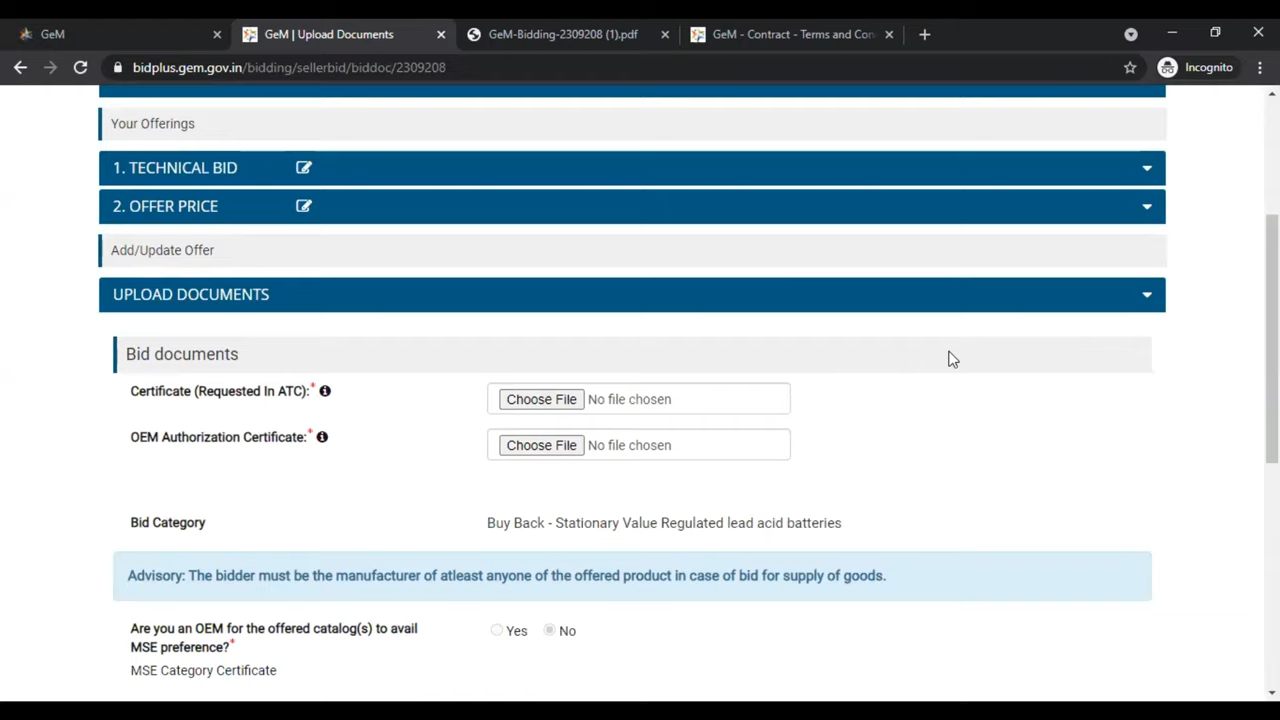 GeM
GeM | Upload Documents
GeM-Bidding-2309208 (1).pdf
GeM - Contract - Terms and Con
bidplus.gem.gov.in/bidding/sellerbid/biddoc/2309208
Incognito
Your Offerings
1. TECHNICAL BID
2. OFFER PRICE
Add/Update Offer
UPLOAD DOCUMENTS
Bid documents
Certificate (Requested In ATC):* Choose File No file chosen
OEM Authorization Certificate:* Choose File No file chosen
Bid Category Buy Back - Stationary Value Regulated lead acid batteries
Advisory: The bidder must be the manufacturer of atleast anyone of the offered product in case of bid for supply of goods.
Are you an OEM for the offered catalog(s) to avail Yes No
MSE preference?*
MSE Category Certificate